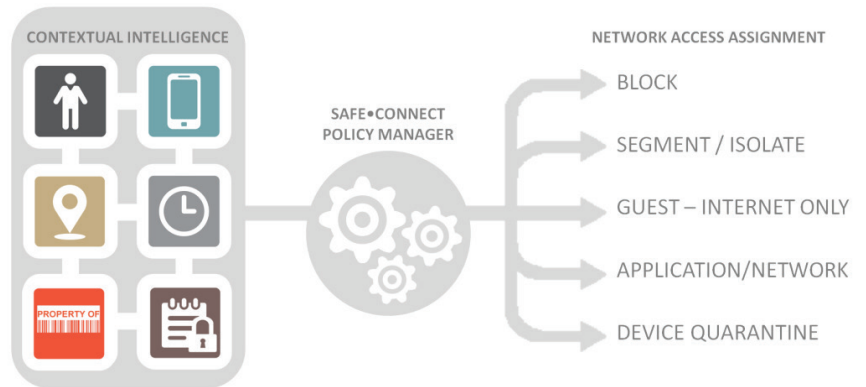 CONTEXTUAL INTELLIGENCE
PROPERTY OF
SAFE•CONNECT
POLICY MANAGER
NETWORK ACCESS ASSIGNMENT
BLOCK
SEGMENT / ISOLATE
GUEST – INTERNET ONLY
APPLICATION/NETWORK
DEVICE QUARANTINE